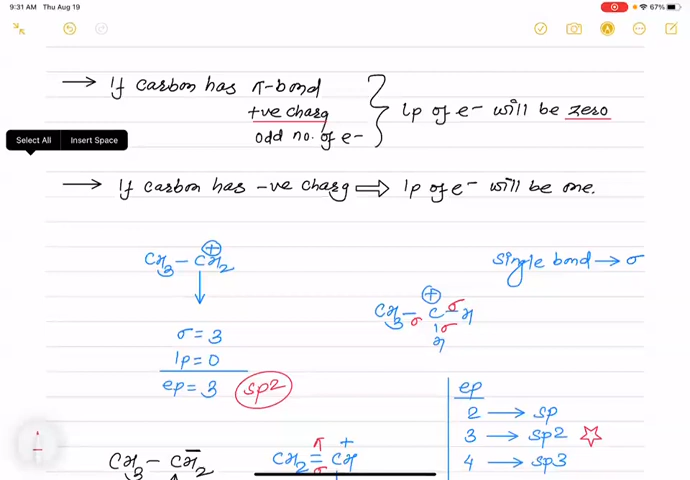 9:31 AM Thu Aug 19
67%
→ If carbon has π-bond
+ve charg
odd no. of e-
lp of e- will be zero
Select All
Insert Space
→ If carbon has -ve charg ⇒ lp of e- will be one.
CH3 - CH2 +
single bond → σ
+
CH3 - C - H
σ σ
σ
H
σ = 3
lp = 0
ep = 3 sp2
ep
2 → sp
3 → sp2 ☆
4 → sp3
π +
CH3 - CH2 -
CH2 = CH
σ